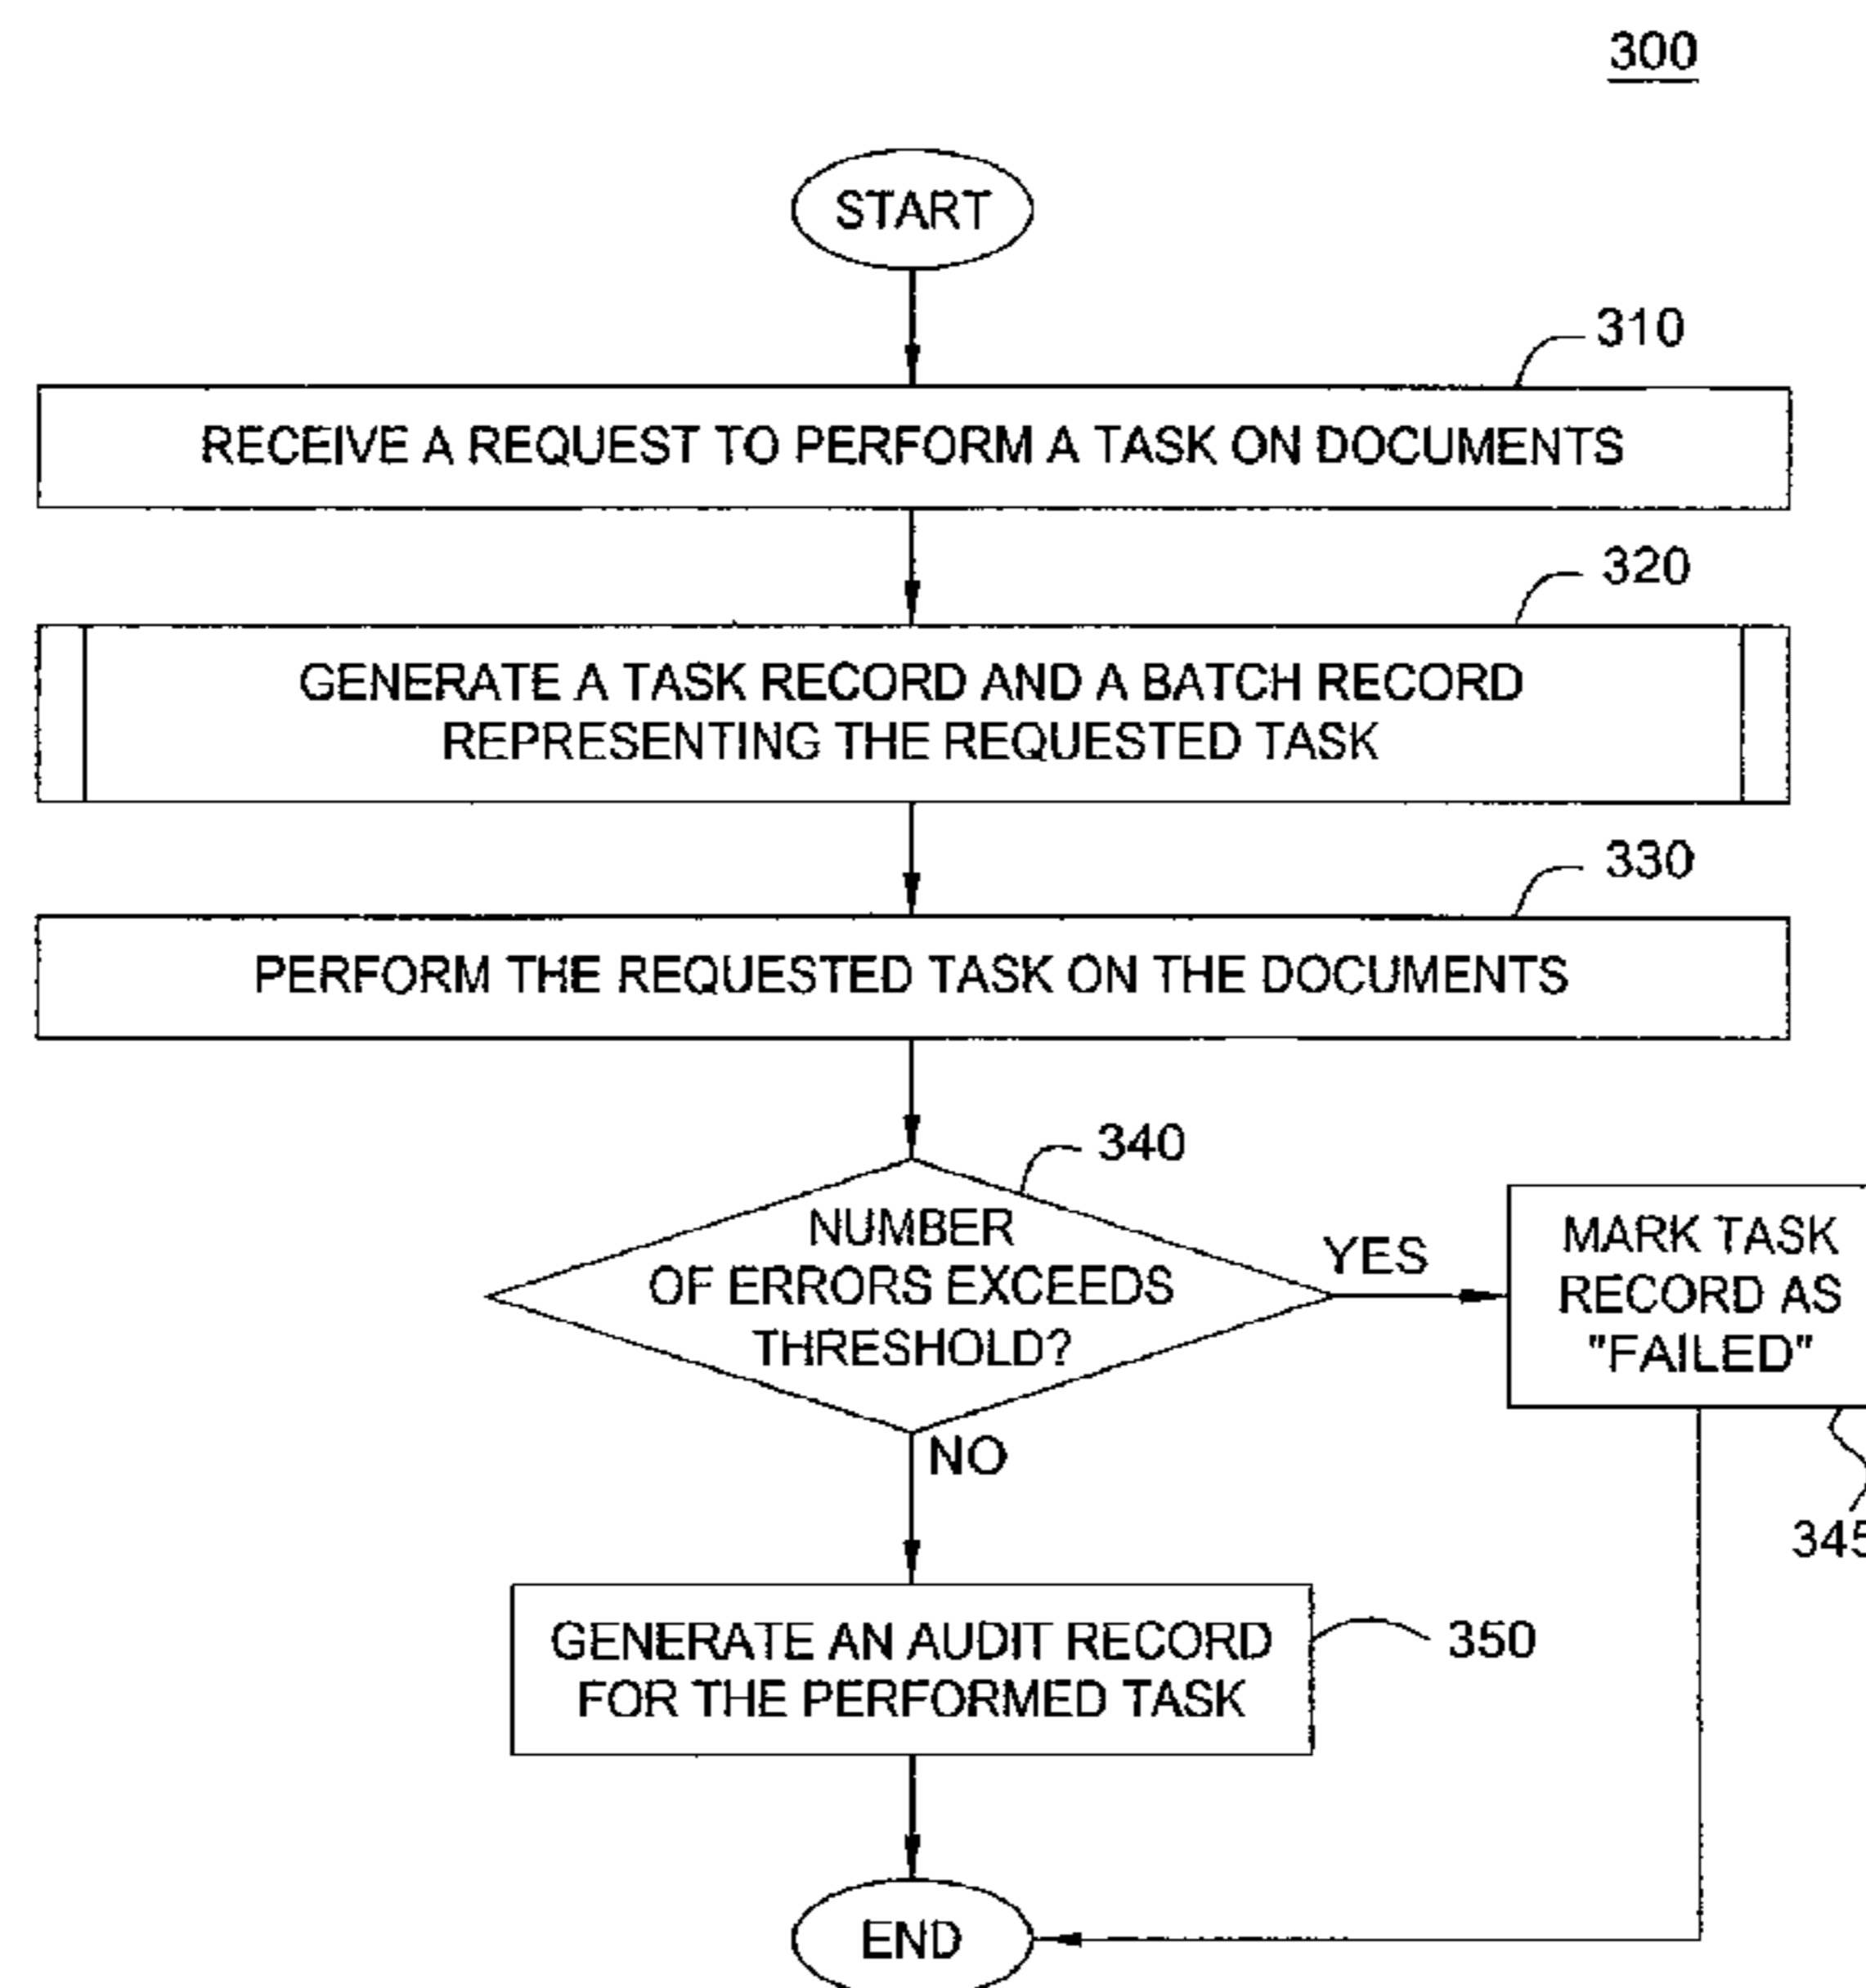 300
START
310
RECEIVE A REQUEST TO PERFORM A TASK ON DOCUMENTS
320
GENERATE A TASK RECORD AND A BATCH RECORD
REPRESENTING THE REQUESTED TASK
330
PERFORM THE REQUESTED TASK ON THE DOCUMENTS
340
NUMBER
OF ERRORS EXCEEDS
THRESHOLD?
YES
MARK TASK
RECORD AS
"FAILED"
345
NO
GENERATE AN AUDIT RECORD
FOR THE PERFORMED TASK
350
END